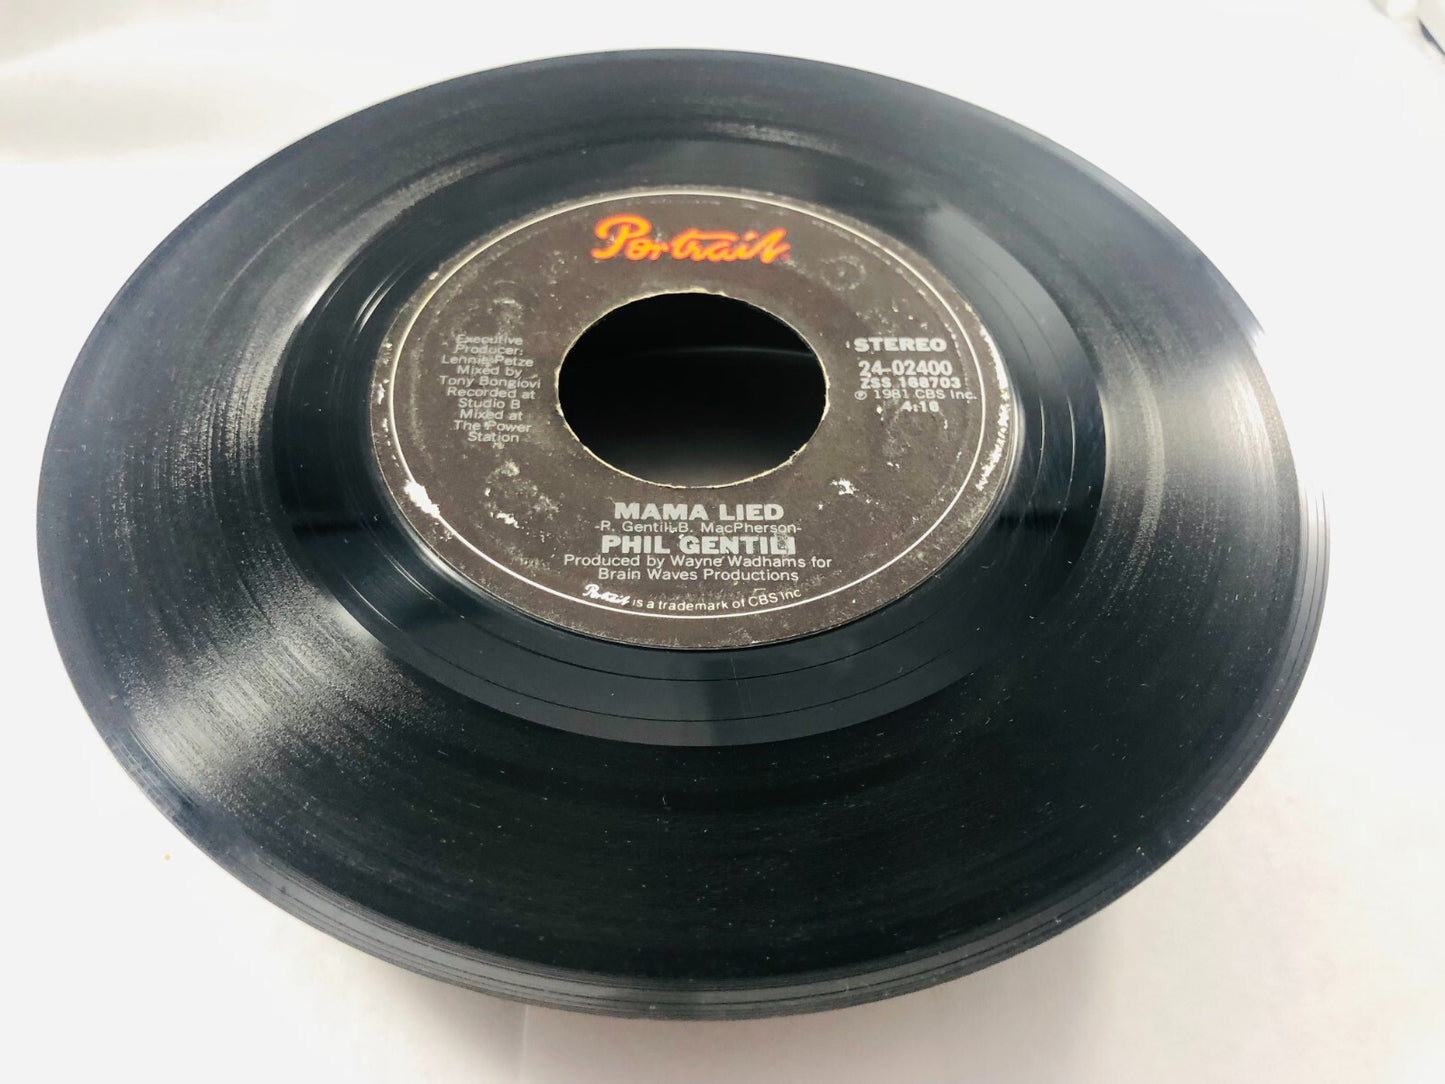 Portrait
Executive
Producer:
Lennie Petze
Mixed by
Tony Bongiovi
Recorded at
Studio B
Mixed at
The Power
Station
STEREO
24-02400
ZSS 168703
℗ 1981 CBS Inc.
4:16
MAMA LIED
-R. Gentili-B. MacPherson-
PHIL GENTILI
Produced by Wayne Wadhams for
Brain Waves Productions
Portrait is a trademark of CBS Inc